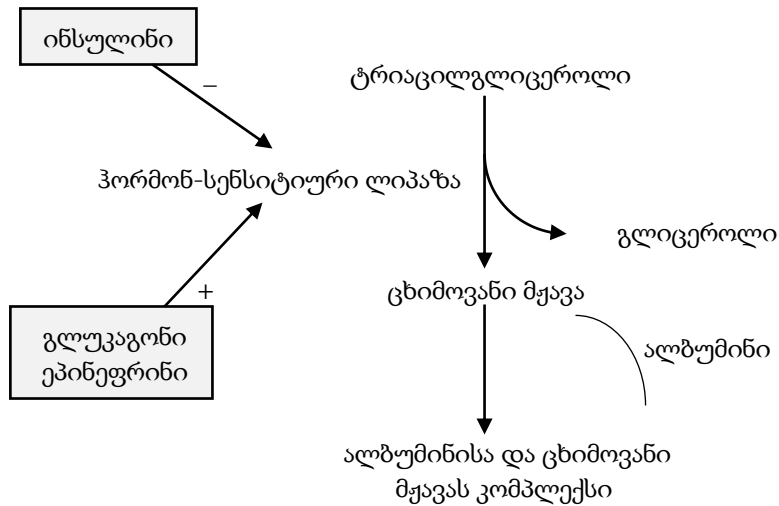 ინსულინი
–
ტრიაცილგლიცეროლი
ჰორმონ-სენსიტიური ლიპაზა
გლიცეროლი
+
ცხიმოვანი მჟავა
გლუკაგონი
ეპინეფრინი
ალბუმინი
ალბუმინისა და ცხიმოვანი
მჟავას კომპლექსი